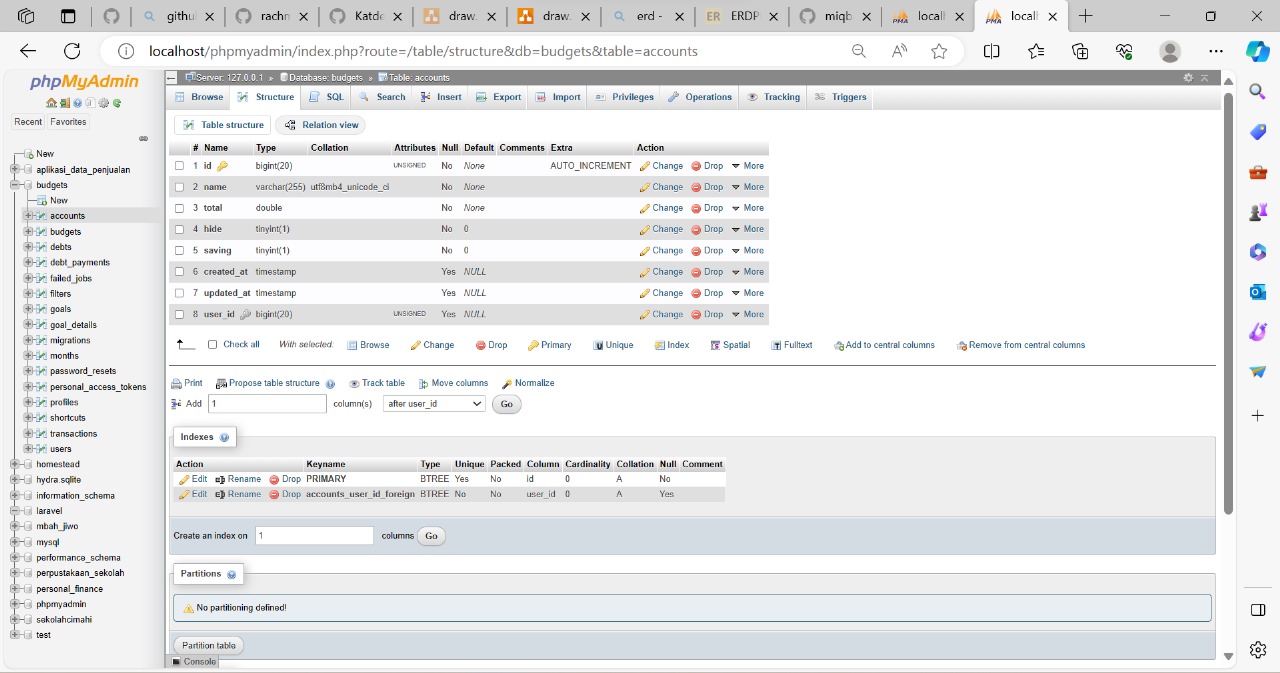 githu
rachn
Katde
draw.
draw.
erd -
ERDP
miqb
locall
locall
localhost/phpmyadmin/index.php?route=/table/structure&db=budgets&table=accounts
phpMyAdmin
Recent Favorites
New
aplikasi_data_penjualan
budgets
New
accounts
budgets
debts
debt_payments
failed_jobs
filters
goals
goal_details
migrations
months
password_resets
personal_access_tokens
profiles
shortcuts
transactions
users
homestead
hydra.sqlite
information_schema
laravel
mbah_jiwo
mysql
performance_schema
perpustakaan_sekolah
personal_finance
phpmyadmin
sekolahcimahi
test
Server: 127.0.0.1 » Database: budgets » Table: accounts
Browse Structure SQL Search Insert Export Import Privileges Operations Tracking Triggers
Table structure Relation view
# Name Type Collation Attributes Null Default Comments Extra Action
1 id bigint(20) UNSIGNED No None AUTO_INCREMENT Change Drop More
2 name varchar(255) utf8mb4_unicode_ci No None Change Drop More
3 total double No None Change Drop More
4 hide tinyint(1) No 0 Change Drop More
5 saving tinyint(1) No 0 Change Drop More
6 created_at timestamp Yes NULL Change Drop More
7 updated_at timestamp Yes NULL Change Drop More
8 user_id bigint(20) UNSIGNED Yes NULL Change Drop More
Check all With selected: Browse Change Drop Primary Unique Index Spatial Fulltext Add to central columns Remove from central columns
Print Propose table structure Track table Move columns Normalize
Add 1 column(s) after user_id Go
Indexes
Action Keyname Type Unique Packed Column Cardinality Collation Null Comment
Edit Rename Drop PRIMARY BTREE Yes No id 0 A No
Edit Rename Drop accounts_user_id_foreign BTREE No No user_id 0 A Yes
Create an index on 1 columns Go
Partitions
No partitioning defined!
Partition table
Console